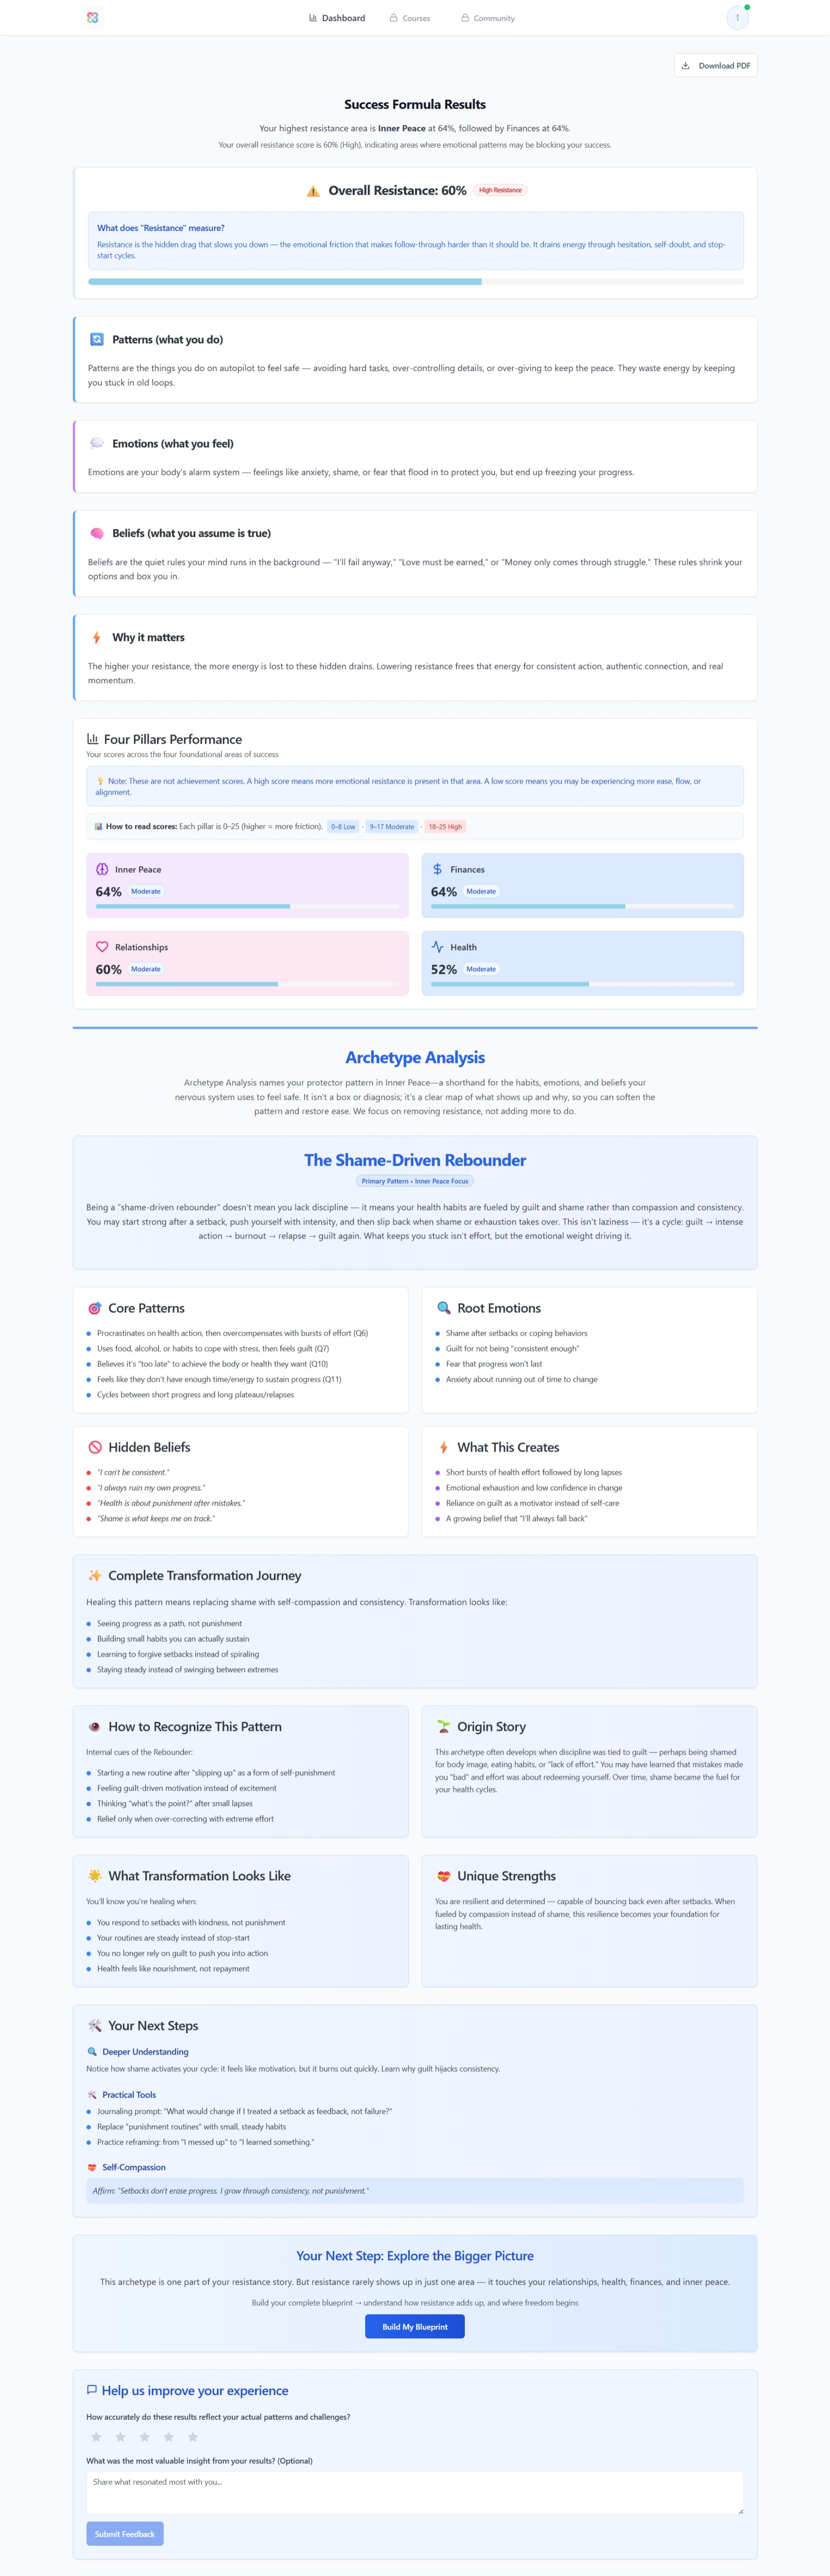 Dashboard
Courses
Community
1
Download PDF
Success Formula Results
Your highest resistance area is Inner Peace at 64%, followed by Finances at 64%.
Your overall resistance score is 60% (High), indicating areas where emotional patterns may be blocking your success.
Overall Resistance: 60% High Resistance
What does "Resistance" measure?
Resistance is the hidden drag that slows you down — the emotional friction that makes follow-through harder than it should be. It drains energy through hesitation, self-doubt, and stop-
start cycles.
Patterns (what you do)
Patterns are the things you do on autopilot to feel safe — avoiding hard tasks, over-controlling details, or over-giving to keep the peace. They waste energy by keeping
you stuck in old loops.
Emotions (what you feel)
Emotions are your body's alarm system — feelings like anxiety, shame, or fear that flood in to protect you, but end up freezing your progress.
Beliefs (what you assume is true)
Beliefs are the quiet rules your mind runs in the background — "I'll fail anyway," "Love must be earned," or "Money only comes through struggle." These rules shrink your
options and box you in.
Why it matters
The higher your resistance, the more energy is lost to these hidden drains. Lowering resistance frees that energy for consistent action, authentic connection, and real
momentum.
Four Pillars Performance
Your scores across the four foundational areas of success
Note: These are not achievement scores. A high score means more emotional resistance is present in that area. A low score means you may be experiencing more ease, flow, or
alignment.
How to read scores: Each pillar is 0–25 (higher = more friction). 0–8 Low · 9–17 Moderate · 18–25 High
Inner Peace
64% Moderate
Finances
64% Moderate
Relationships
60% Moderate
Health
52% Moderate
Archetype Analysis
Archetype Analysis names your protector pattern in Inner Peace—a shorthand for the habits, emotions, and beliefs your
nervous system uses to feel safe. It isn't a box or diagnosis; it's a clear map of what shows up and why, so you can soften the
pattern and restore ease. We focus on removing resistance, not adding more to do.
The Shame-Driven Rebounder
Primary Pattern • Inner Peace Focus
Being a "shame-driven rebounder" doesn't mean you lack discipline — it means your health habits are fueled by guilt and shame rather than compassion and consistency.
You may start strong after a setback, push yourself with intensity, and then slip back when shame or exhaustion takes over. This isn't laziness — it's a cycle: guilt → intense
action → burnout → relapse → guilt again. What keeps you stuck isn't effort, but the emotional weight driving it.
Core Patterns
Procrastinates on health action, then overcompensates with bursts of effort (Q6)
Uses food, alcohol, or habits to cope with stress, then feels guilt (Q7)
Believes it's "too late" to achieve the body or health they want (Q10)
Feels like they don't have enough time/energy to sustain progress (Q11)
Cycles between short progress and long plateaus/relapses
Root Emotions
Shame after setbacks or coping behaviors
Guilt for not being "consistent enough"
Fear that progress won't last
Anxiety about running out of time to change
Hidden Beliefs
"I can't be consistent."
"I always ruin my own progress."
"Health is about punishment after mistakes."
"Shame is what keeps me on track."
What This Creates
Short bursts of health effort followed by long lapses
Emotional exhaustion and low confidence in change
Reliance on guilt as a motivator instead of self-care
A growing belief that "I'll always fall back"
Complete Transformation Journey
Healing this pattern means replacing shame with self-compassion and consistency. Transformation looks like:
Seeing progress as a path, not punishment
Building small habits you can actually sustain
Learning to forgive setbacks instead of spiraling
Staying steady instead of swinging between extremes
How to Recognize This Pattern
Internal cues of the Rebounder:
Starting a new routine after "slipping up" as a form of self-punishment
Feeling guilt-driven motivation instead of excitement
Thinking "what's the point?" after small lapses
Relief only when over-correcting with extreme effort
Origin Story
This archetype often develops when discipline was tied to guilt — perhaps being shamed
for body image, eating habits, or "lack of effort." You may have learned that mistakes made
you "bad" and effort was about redeeming yourself. Over time, shame became the fuel for
your health cycles.
What Transformation Looks Like
You'll know you're healing when:
You respond to setbacks with kindness, not punishment
Your routines are steady instead of stop-start
You no longer rely on guilt to push you into action
Health feels like nourishment, not repayment
Unique Strengths
You are resilient and determined — capable of bouncing back even after setbacks. When
fueled by compassion instead of shame, this resilience becomes your foundation for
lasting health.
Your Next Steps
Deeper Understanding
Notice how shame activates your cycle: it feels like motivation, but it burns out quickly. Learn why guilt hijacks consistency.
Practical Tools
Journaling prompt: "What would change if I treated a setback as feedback, not failure?"
Replace "punishment routines" with small, steady habits
Practice reframing: from "I messed up" to "I learned something."
Self-Compassion
Affirm: "Setbacks don't erase progress. I grow through consistency, not punishment."
Your Next Step: Explore the Bigger Picture
This archetype is one part of your resistance story. But resistance rarely shows up in just one area — it touches your relationships, health, finances, and inner peace.
Build your complete blueprint → understand how resistance adds up, and where freedom begins
Build My Blueprint
Help us improve your experience
How accurately do these results reflect your actual patterns and challenges?
What was the most valuable insight from your results? (Optional)
Share what resonated most with you...
Submit Feedback